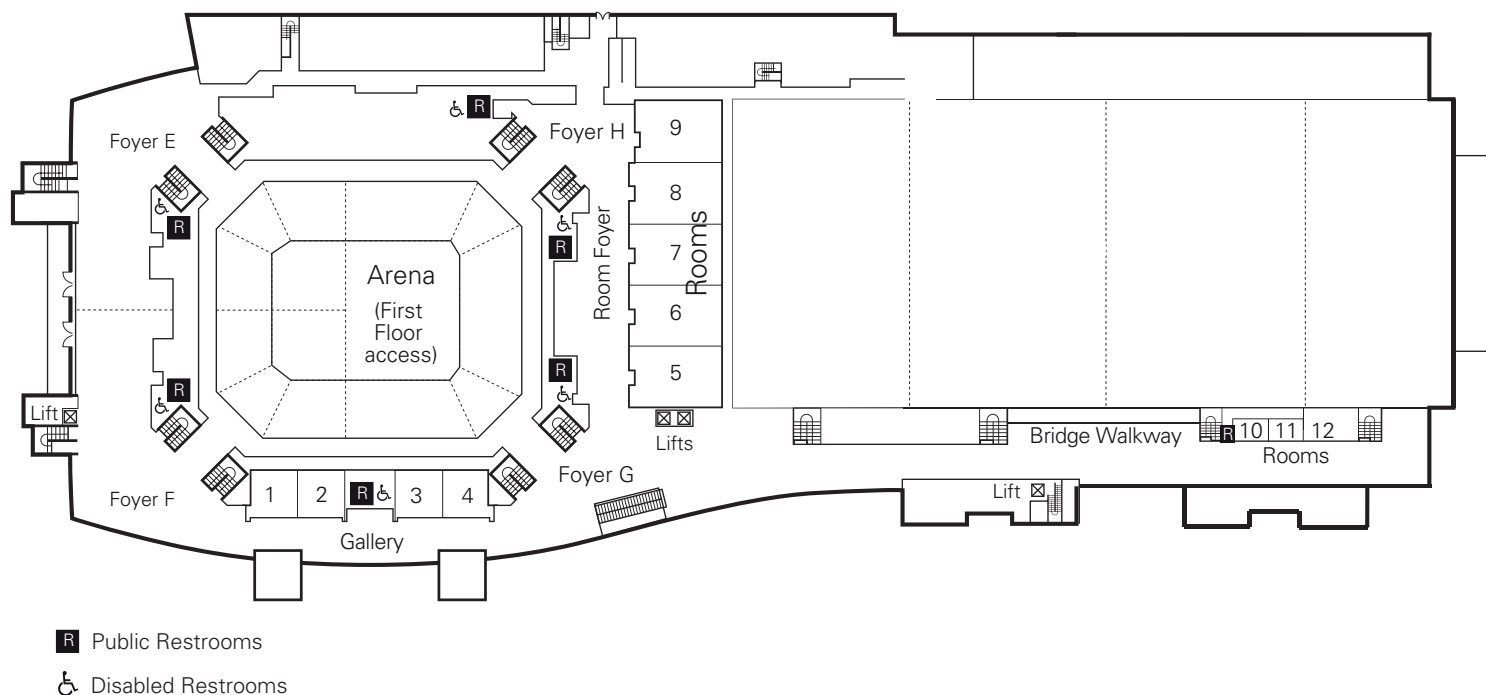 R
Foyer E
Foyer H
9
8
R
R
Room Foyer
7
Rooms
Arena
(First
Floor
access)
6
R
R
5
Lift
Lifts
Bridge Walkway
R
10
11
12
Rooms
Foyer G
Foyer F
1
2
R
3
4
Lift
Gallery
R Public Restrooms
Disabled Restrooms